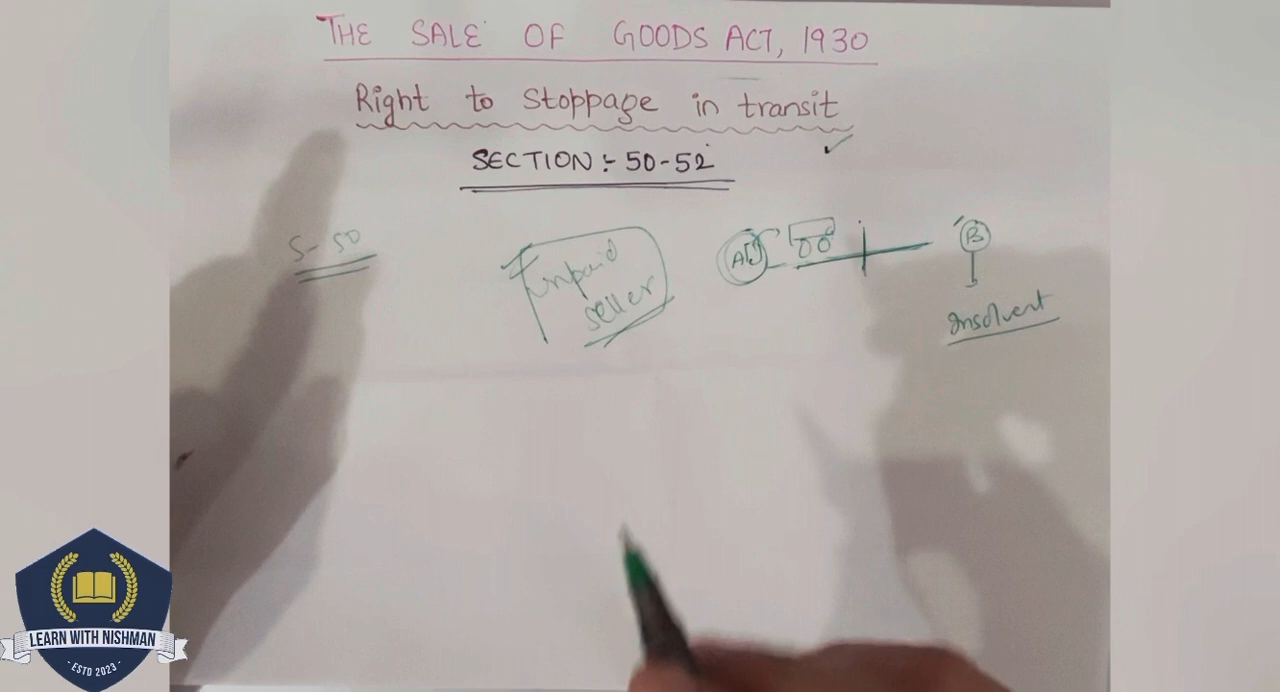 THE SALE OF GOODS ACT, 1930
Right to Stoppage in transit
SECTION :- 50-52
S-50
Unpaid
seller
A
B
Insolvent
LEARN WITH NISHMAN
- ESTD 2023 -